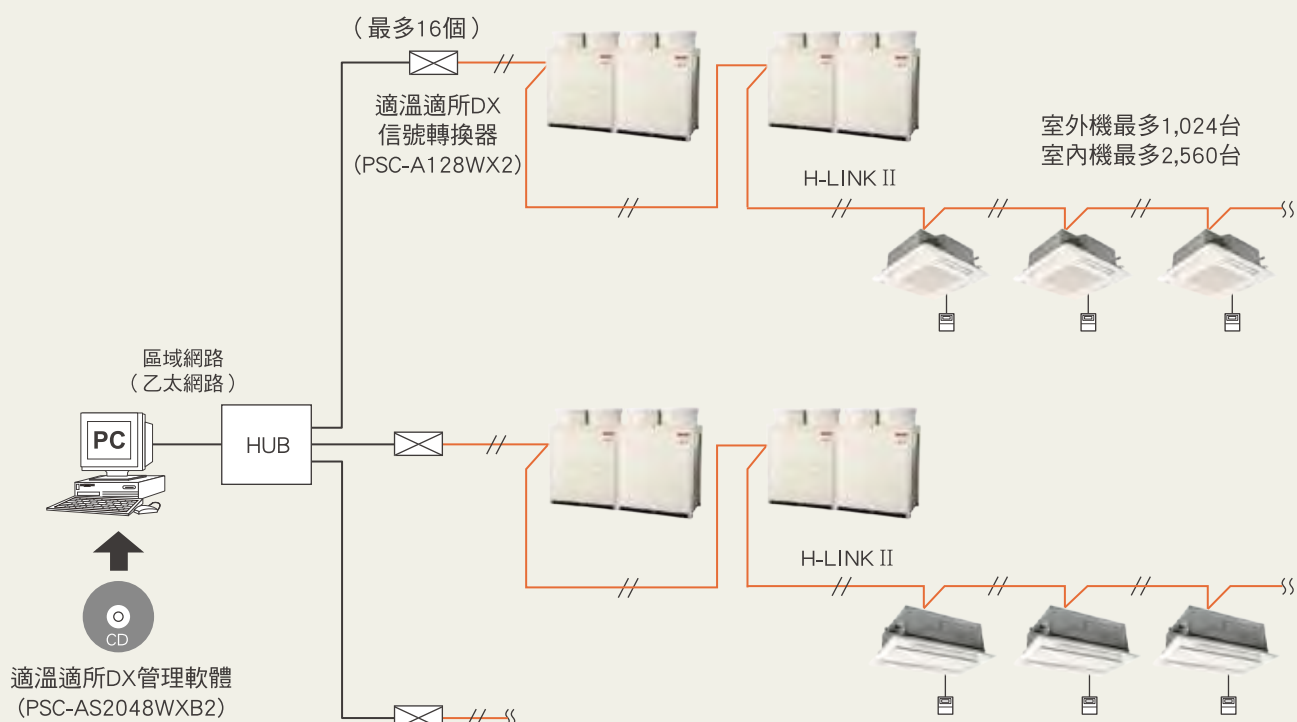 （最多16個）
適溫適所DX
信號轉換器
(PSC-A128WX2)
H-LINK II
室外機最多1,024台
室內機最多2,560台
區域網路
（乙太網路）
PC
HUB
H-LINK II
CD
適溫適所DX管理軟體
(PSC-AS2048WXB2)